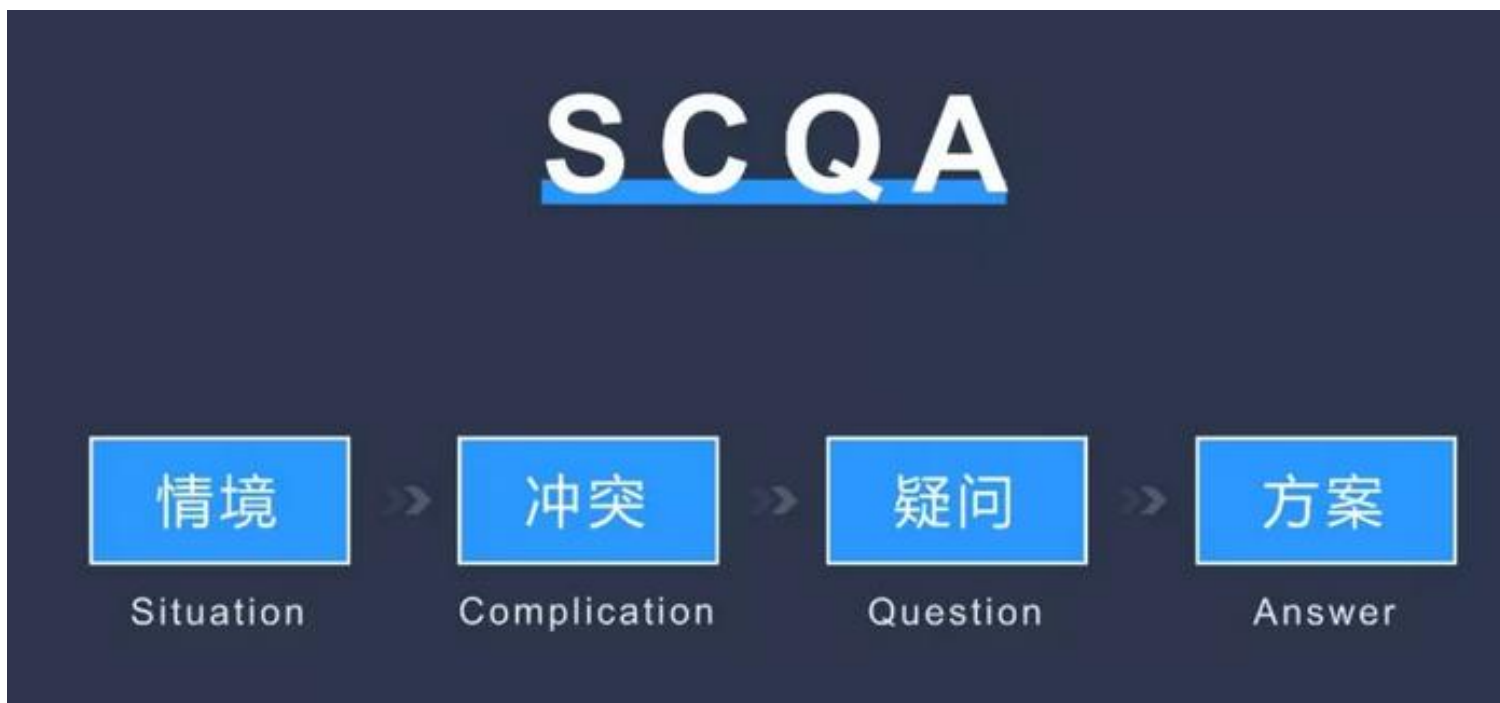 SCQA
情境 冲突 疑问 方案
Situation Complication Question Answer